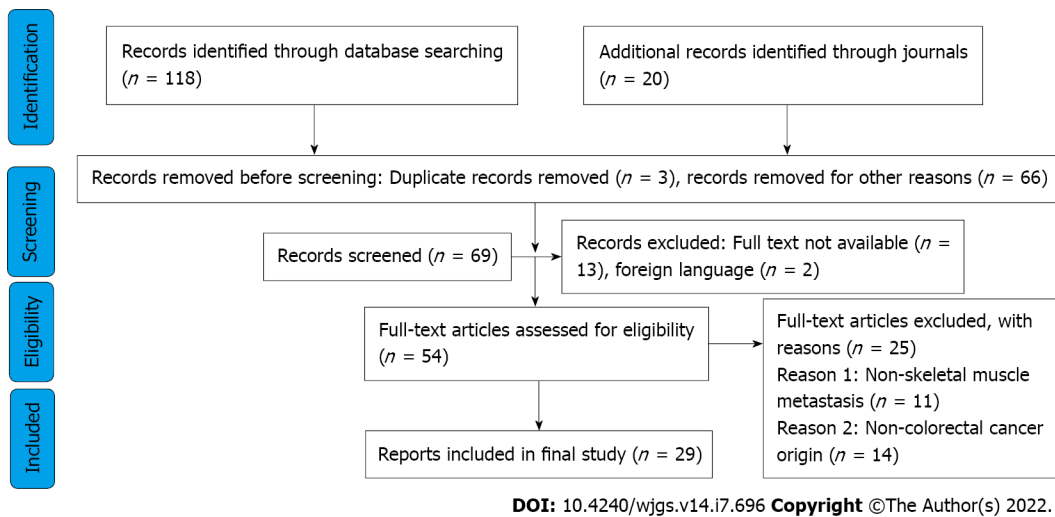 Identification
Records identified through database searching
(n = 118)
Additional records identified through journals
(n = 20)
Records removed before screening: Duplicate records removed (n = 3), records removed for other reasons (n = 66)
Screening
Records screened (n = 69)
Records excluded: Full text not available (n =
13), foreign language (n = 2)
Eligibility
Full-text articles assessed for eligibility
(n = 54)
Full-text articles excluded, with
reasons (n = 25)
Reason 1: Non-skeletal muscle
metastasis (n = 11)
Reason 2: Non-colorectal cancer
origin (n = 14)
Included
Reports included in final study (n = 29)
DOI: 10.4240/wjgs.v14.i7.696 Copyright ©The Author(s) 2022.